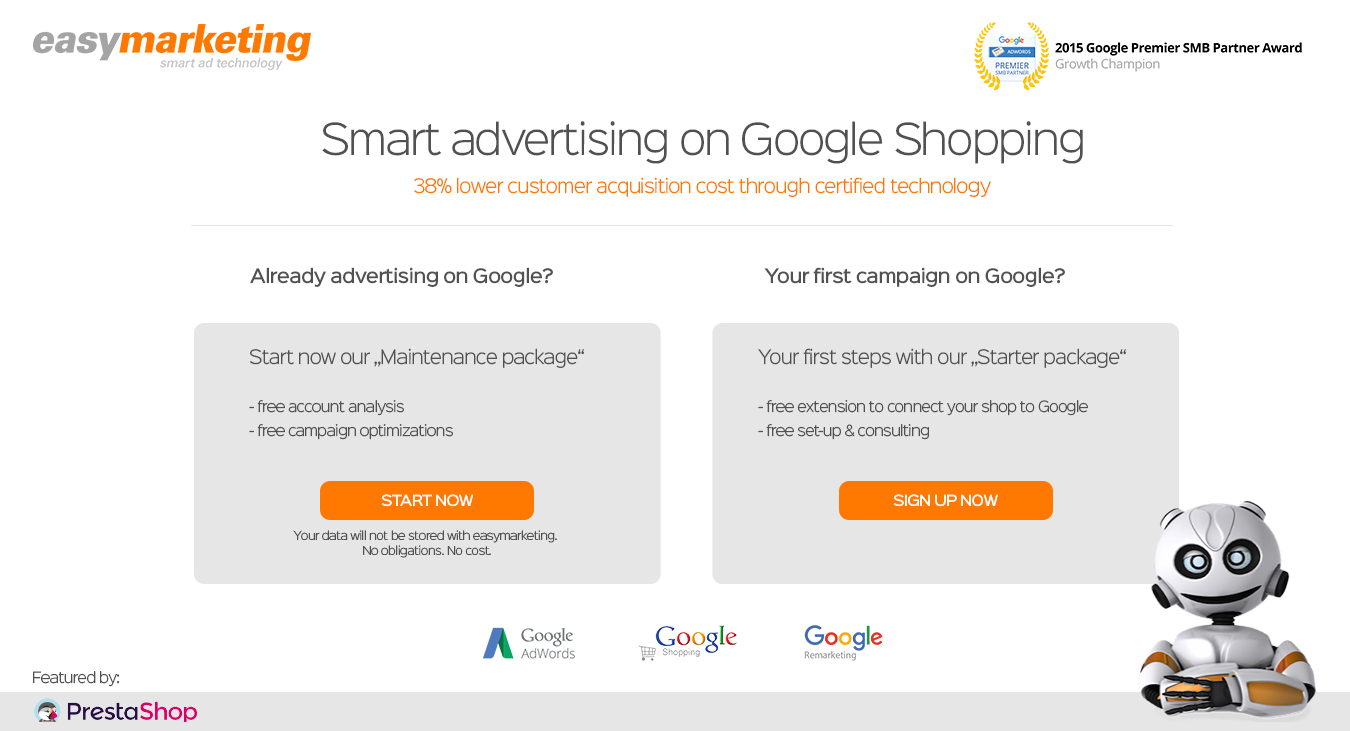 easymarketing
smart ad technology
Google
ADWORDS
PREMIER
SMB PARTNER
2015 Google Premier SMB Partner Award
Growth Champion
Smart advertising on Google Shopping
38% lower customer acquisition cost through certified technology
Already advertising on Google?
Start now our „Maintenance package“
- free account analysis
- free campaign optimizations
START NOW
Your data will not be stored with easymarketing.
No obligations. No cost.
Your first campaign on Google?
Your first steps with our „Starter package“
- free extension to connect your shop to Google
- free set-up & consulting
SIGN UP NOW
Google
AdWords
Google
Shopping
Google
Remarketing
Featured by:
PrestaShop